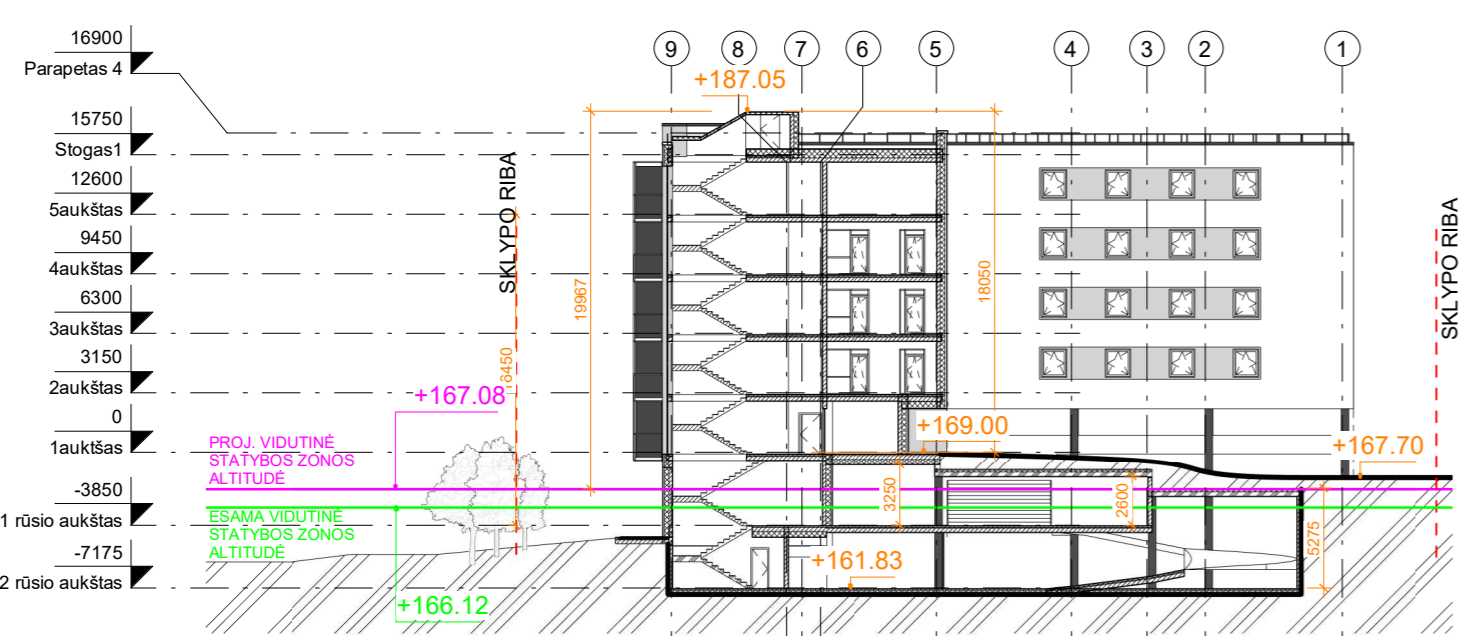 16900
Parapetas 4
15750
Stogas1
12600
5aukštas
9450
4aukštas
6300
3aukštas
3150
2aukštas
0
1auktšas
-3850
1 rūsio aukštas
-7175
2 rūsio aukštas
9
8
7
6
5
4
3
2
1
+187.05
SKLYPO RIBA
SKLYPO RIBA
19967
18050
+167.08
PROJ. VIDUTINĖ
STATYBOS ZONOS
ALTITUDĖ
ESAMA VIDUTINĖ
STATYBOS ZONOS
ALTITUDĖ
+166.12
+169.00
+167.70
3250
2600
5275
+161.83